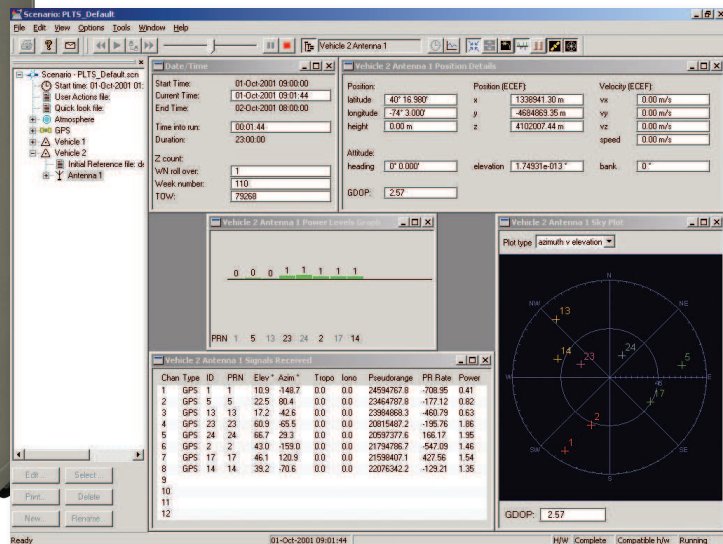 Scenario: PLTS_Default
File Edit View Options Tools Window Help
Vehicle 2 Antenna 1
Scenario - PLTS_Default.scn
Start time: 01-Oct-2001 01:
User Actions file:
Quick look file:
Atmosphere
GPS
Vehicle 1
Vehicle 2
Initial Reference file: de
Antenna 1
Edit... Select...
Print... Delete
New... Rename...
Date/Time
Start Time: 01-Oct-2001 09:00:00
Current Time: 01-Oct-2001 09:01:44
End Time: 02-Oct-2001 08:00:00
Time into run: 00:01:44
Duration: 23:00:00
Z count:
WN roll over: 1
Week number: 110
TOW: 79268
Vehicle 2 Antenna 1 Position Details
Position: Position (ECEF): Velocity (ECEF):
latitude 40° 16.980' x 1338941.30 m vx 0.00 m/s
longitude -74° 3.000' y -4684869.35 m vy 0.00 m/s
height 0.00 m z 4102007.44 m vz 0.00 m/s
speed 0.00 m/s
Attitude:
heading 0° 0.000' elevation 1.74931e-013 ° bank 0. °
GDOP: 2.57
Vehicle 2 Antenna 1 Power Levels Graph
0 0 0 1 1 1 1 1
PRN 1 5 13 23 24 2 17 14
Vehicle 2 Antenna 1 Signals Received
Chan Type ID PRN Elev ° Azim ° Tropo Iono Pseudorange PR Rate Power
1 GPS 1 1 10.9 -148.7 0.0 0.0 24594767.8 -708.95 0.41
2 GPS 5 5 22.5 80.4 0.0 0.0 23464787.8 -177.12 0.82
3 GPS 13 13 17.2 -42.6 0.0 0.0 23984868.3 -460.79 0.63
4 GPS 23 23 60.9 -65.5 0.0 0.0 20815487.2 -195.76 1.86
5 GPS 24 24 66.7 29.3 0.0 0.0 20597377.6 166.17 1.95
6 GPS 2 2 43.0 -159.0 0.0 0.0 21794786.7 -547.09 1.46
7 GPS 17 17 46.1 120.9 0.0 0.0 21598407.1 427.56 1.54
8 GPS 14 14 39.2 -70.6 0.0 0.0 22076342.2 -129.21 1.35
9
10
11
12
Vehicle 2 Antenna 1 Sky Plot
Plot type azimuth v elevation
N
NW NE
13
24
14 23 5
W 45 E
17
2
1
SW SE
S
GDOP: 2.57
Ready 01-Oct-2001 09:01:44 H/W Complete Compatible h/w Running